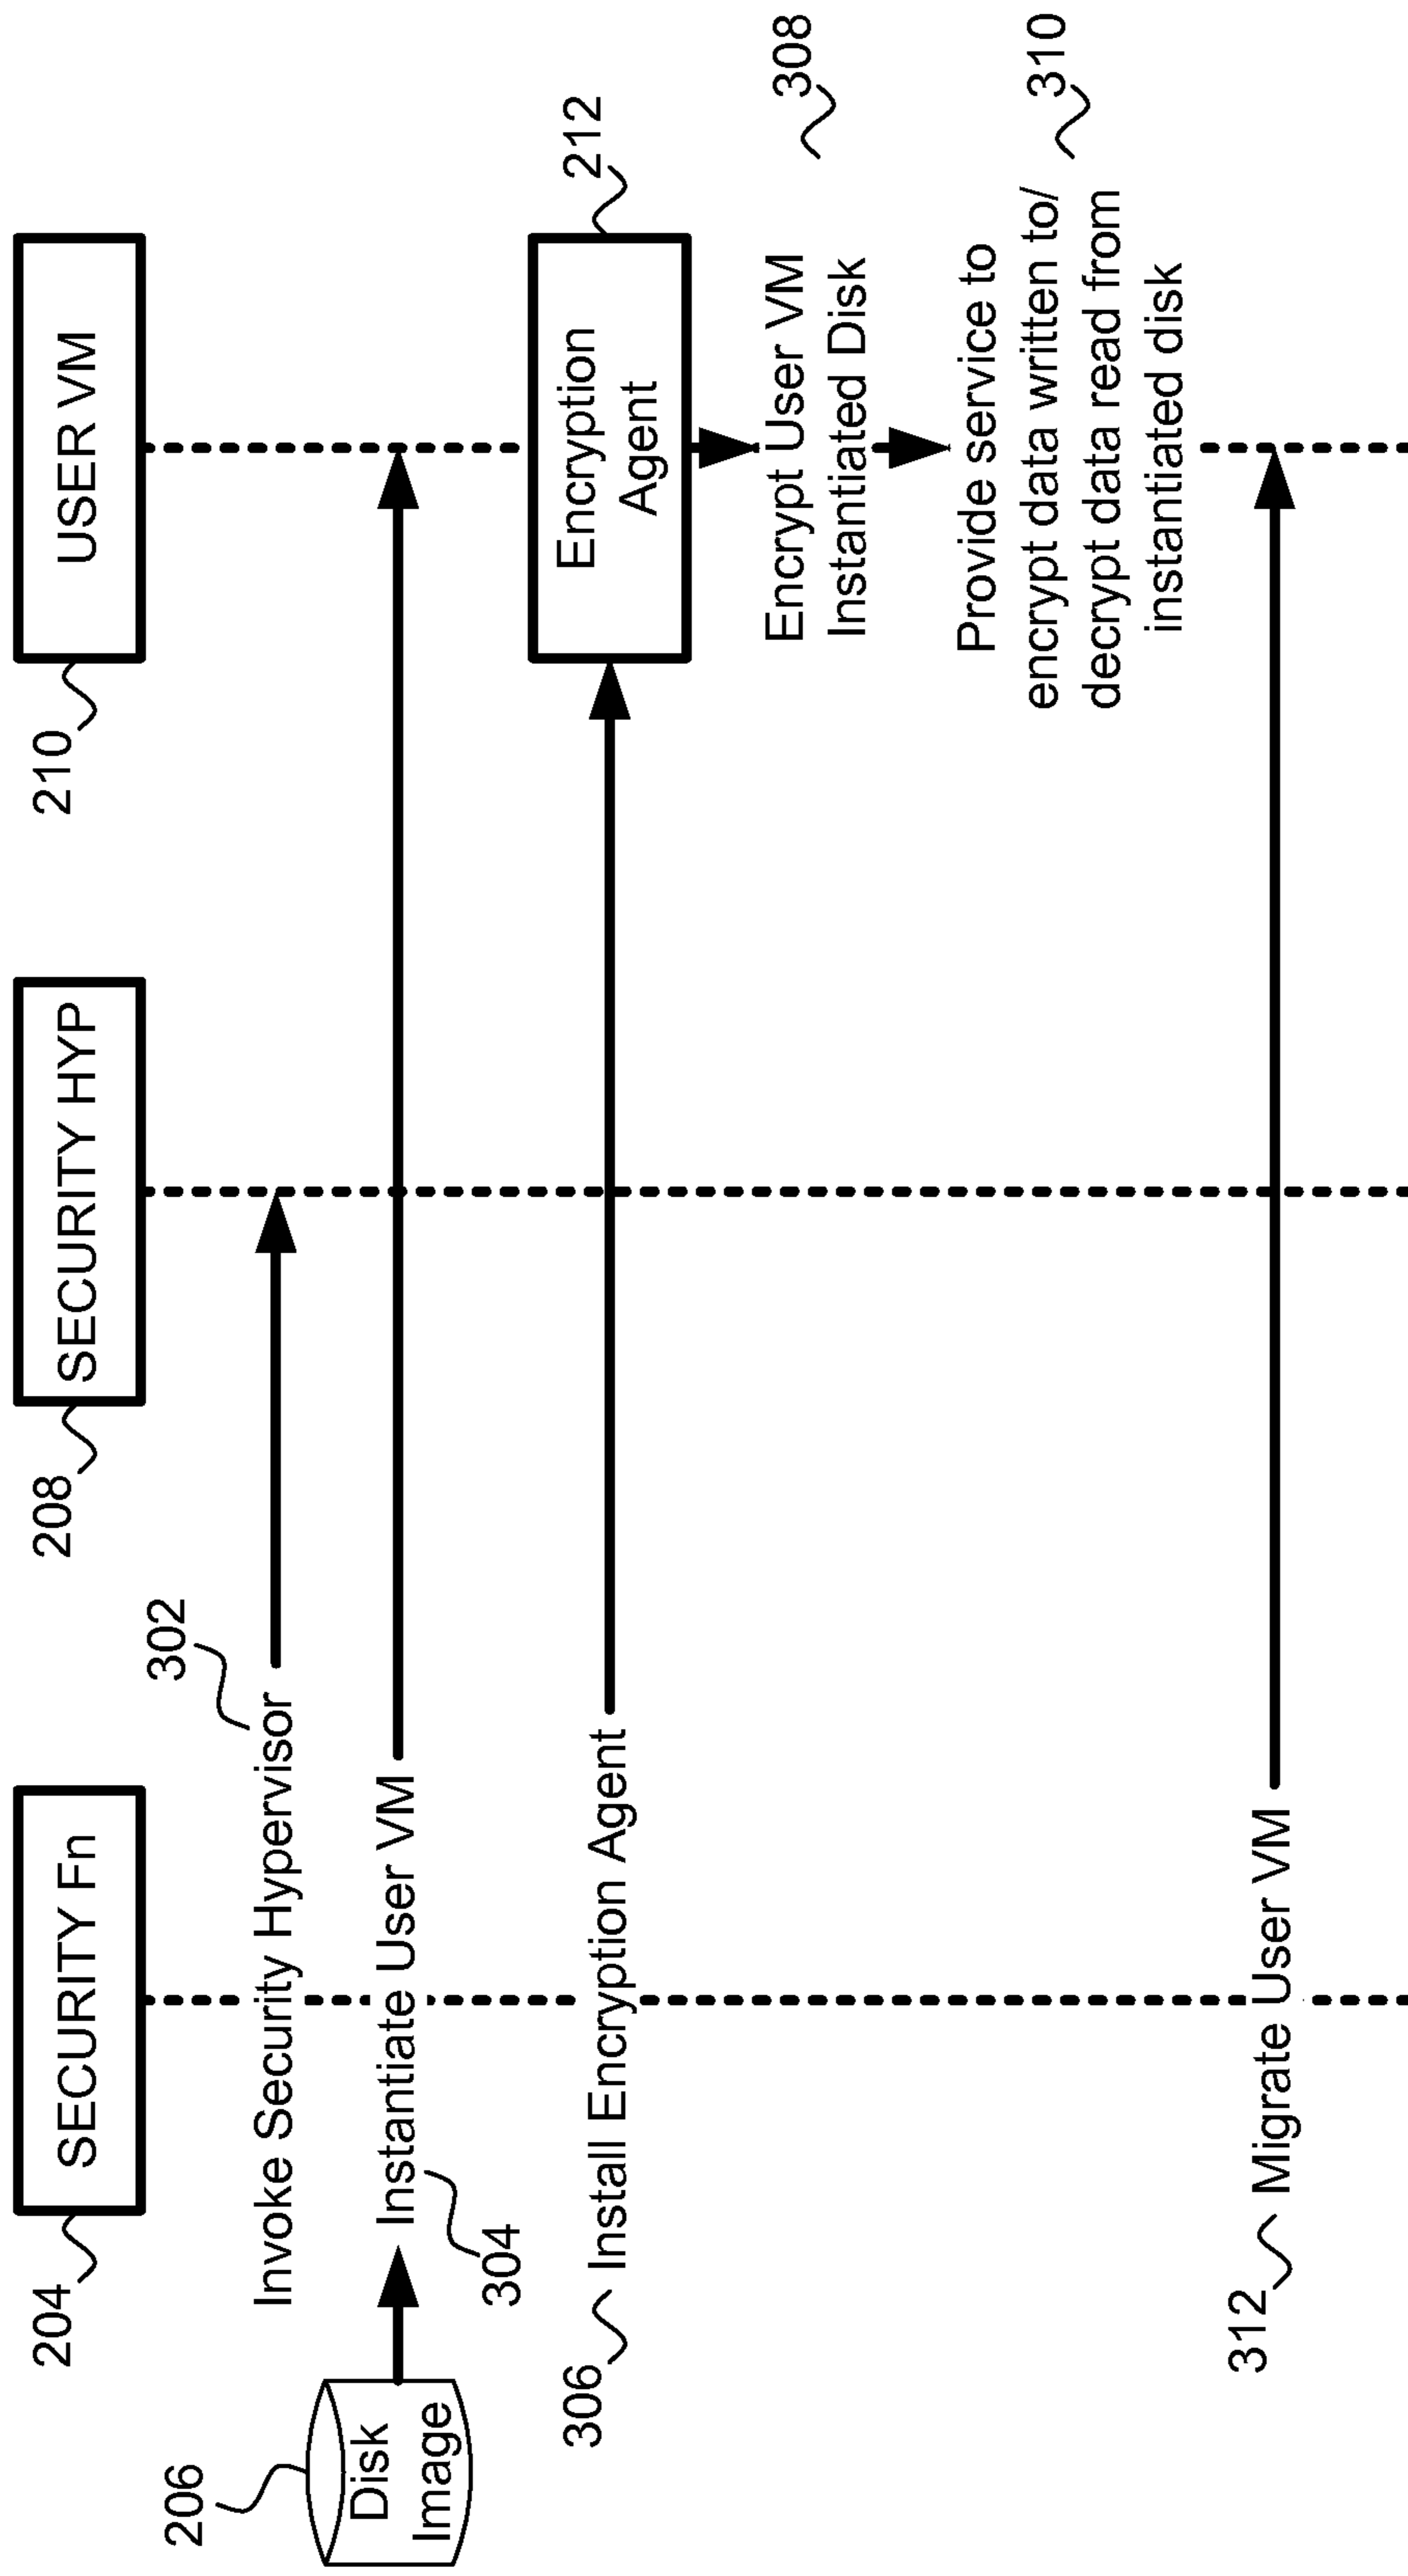 204
SECURITY Fn
208
SECURITY HYP
210
USER VM
302
Invoke Security Hypervisor
206
Disk
Image
Instantiate User VM
304
306
Install Encryption Agent
212
Encryption
Agent
Encrypt User VM
Instantiated Disk
308
Provide service to
encrypt data written to/
decrypt data read from
instantiated disk
310
312
Migrate User VM